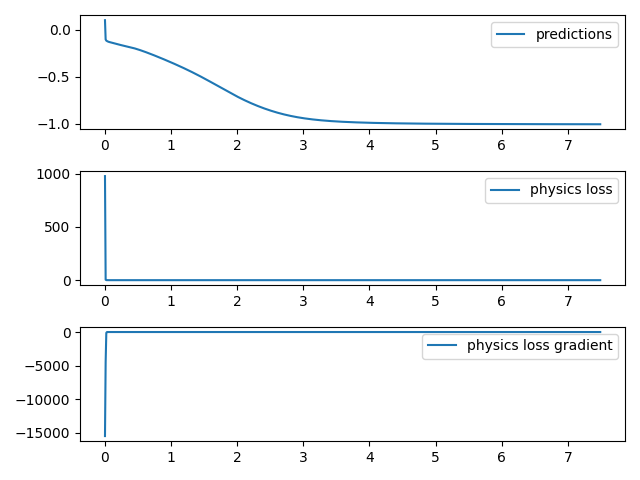 0.0
predictions
−0.5
−1.0
0 1 2 3 4 5 6 7
1000
physics loss
500
0
0 1 2 3 4 5 6 7
0
physics loss gradient
−5000
−10000
−15000
0 1 2 3 4 5 6 7